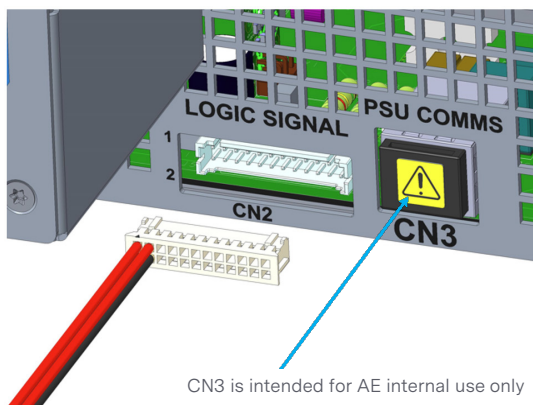 LOGIC SIGNAL
PSU COMMS
1
2
CN2
CN3
CN3 is intended for AE internal use only